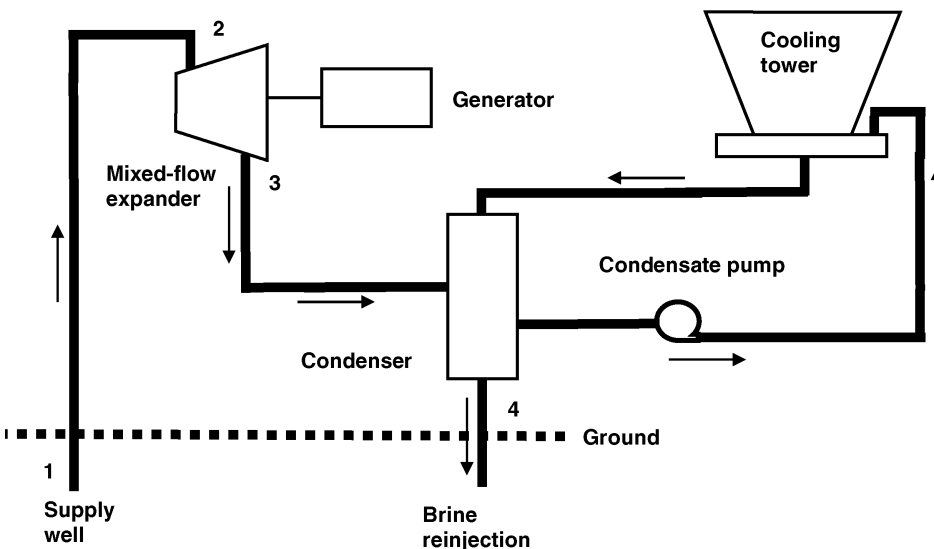 2
Cooling
tower
Generator
Mixed-flow
expander
3
Condensate pump
Condenser
4
Ground
1
Supply
well
Brine
reinjection